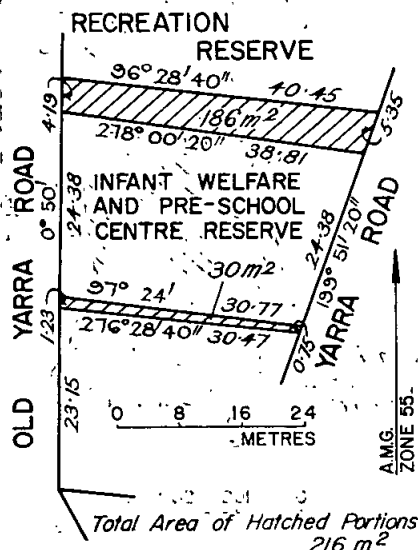 RECREATION
RESERVE
96° 28' 40"
40·45
4·19
186 m²
5·35
278° 00' 20"
38·81
INFANT WELFARE
AND PRE-SCHOOL
CENTRE RESERVE
0° 50'
24·38
24·38
199° 51' 20"
OLD YARRA ROAD
YARRA ROAD
30m²
97° 24'
30·77
276° 28' 40"
30·47
1·23
0·75
23·15
0 8 16 24
METRES
A.M.G.
ZONE 55
Total Area of Hatched Portions
216 m²